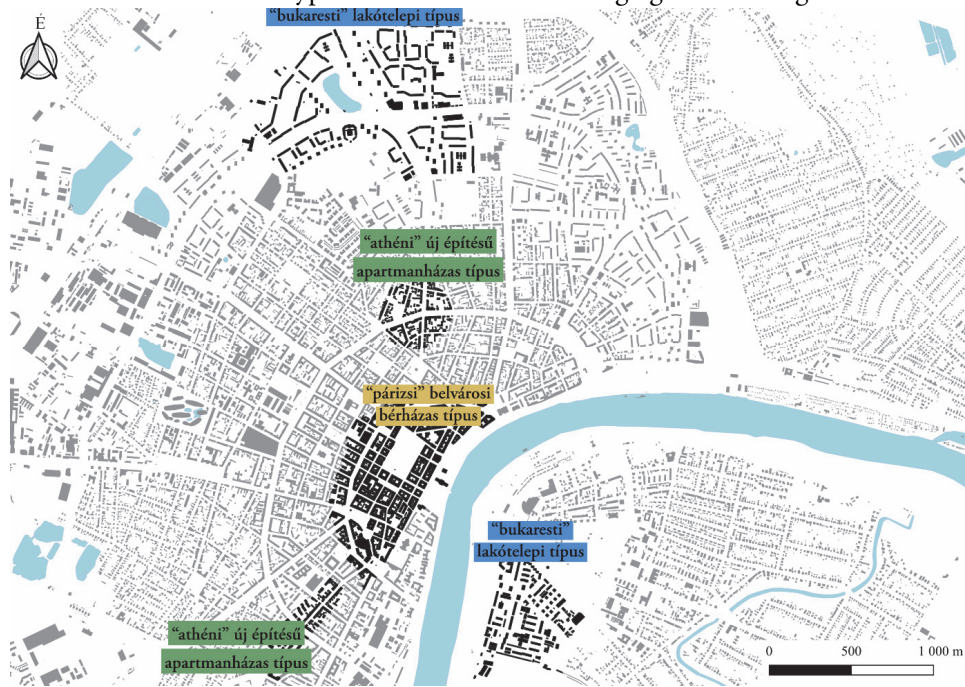 "bukaresti" lakótelepi típus
É
"athéni" új építésű
apartmanházas típus
"párizsi" belvárosi
bérházas típus
"bukaresti"
lakótelepi típus
"athéni" új építésű
apartmanházas típus
0 500 1 000 m